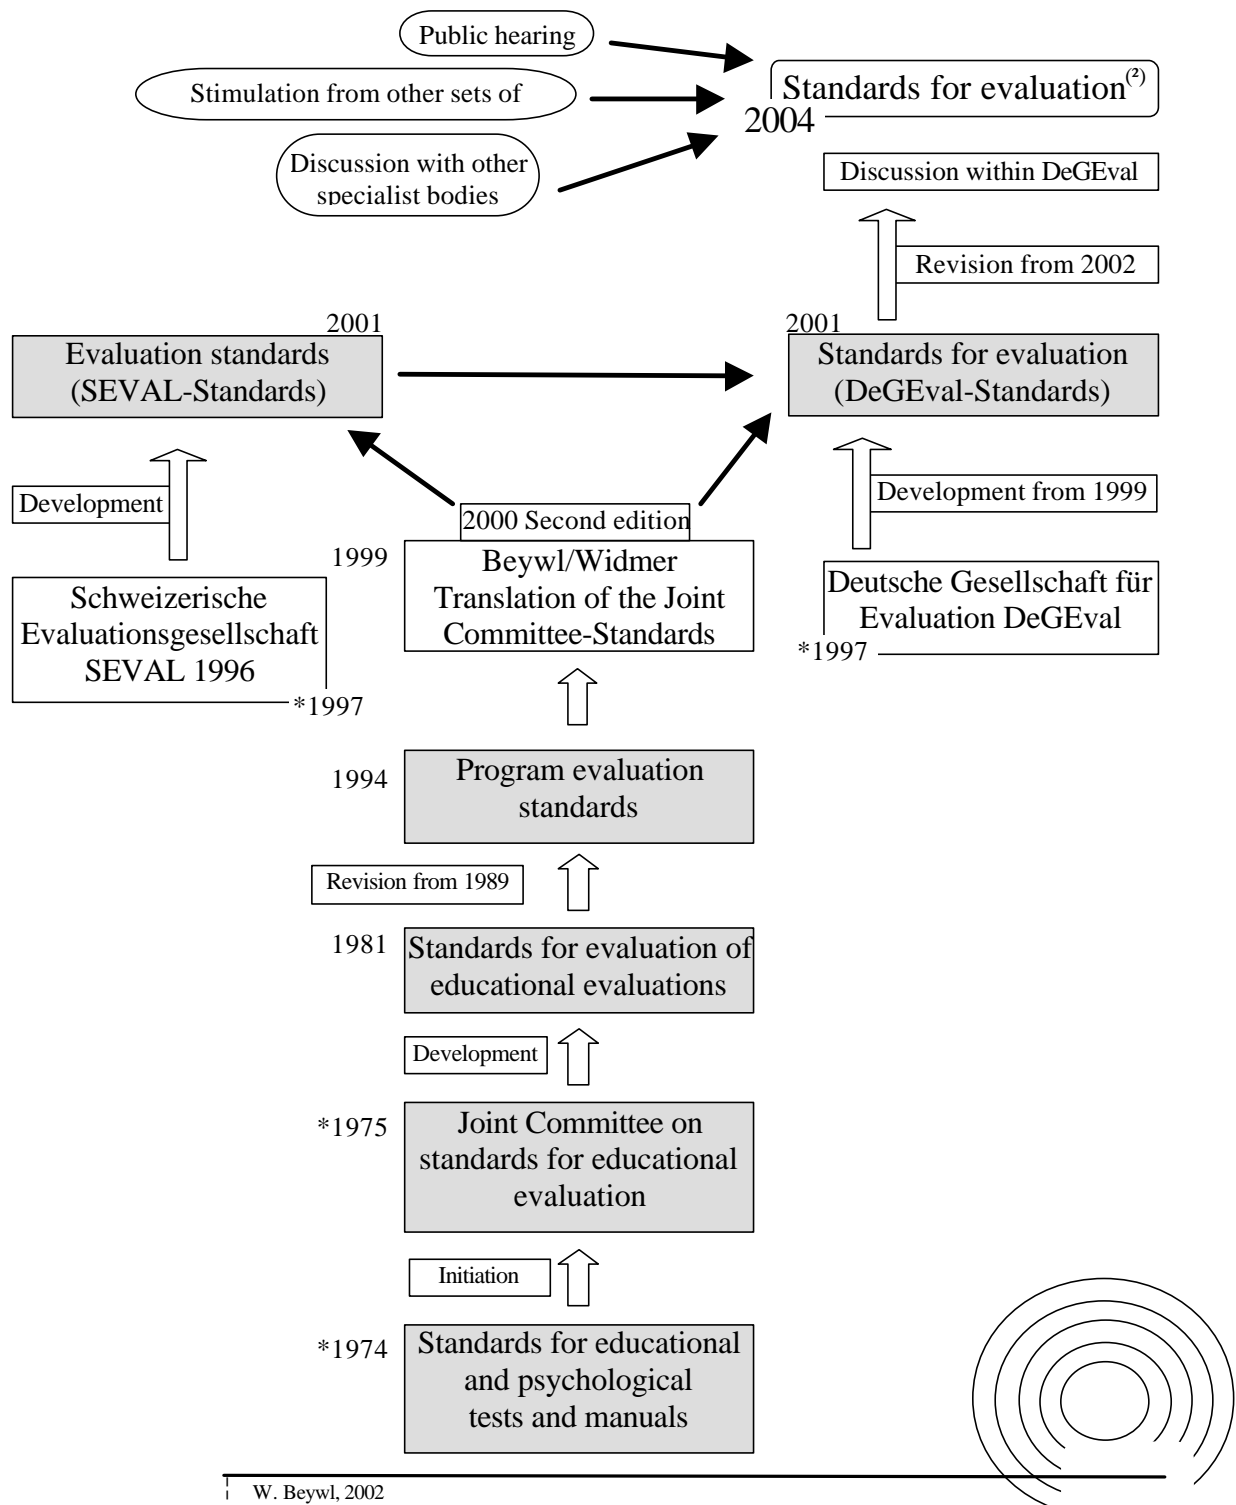 Public hearing
Stimulation from other sets of
Discussion with other
specialist bodies
Standards for evaluation(²)
2004
Discussion within DeGEval
Revision from 2002
2001
Evaluation standards
(SEVAL-Standards)
2001
Standards for evaluation
(DeGEval-Standards)
Development
Development from 1999
2000 Second edition
1999
Beywl/Widmer
Translation of the Joint
Committee-Standards
Schweizerische
Evaluationsgesellschaft
SEVAL 1996
*1997
Deutsche Gesellschaft für
Evaluation DeGEval
*1997
1994
Program evaluation
standards
Revision from 1989
1981
Standards for evaluation of
educational evaluations
Development
*1975
Joint Committee on
standards for educational
evaluation
Initiation
*1974
Standards for educational
and psychological
tests and manuals
W. Beywl, 2002